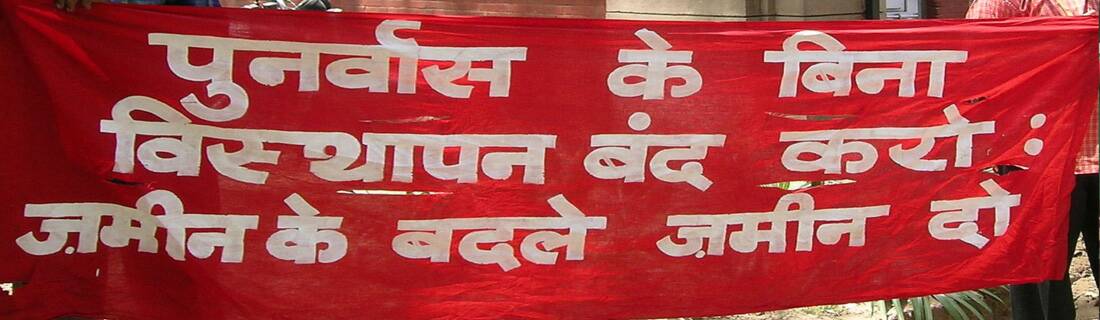 पुनर्वास के बिना
विस्थापन बंद करो :
ज़मीन के बदले ज़मीन दो